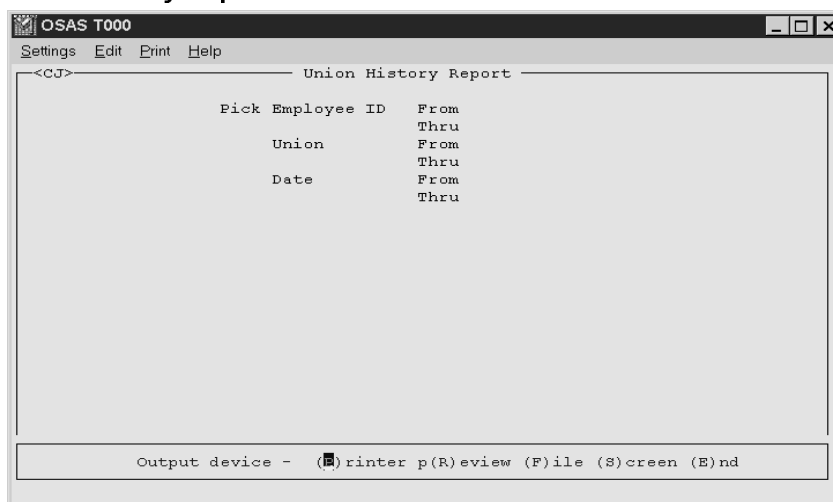 OSAS T000
Settings Edit Print Help
<CJ> Union History Report
Pick Employee ID From
Thru
Union From
Thru
Date From
Thru
Output device - (P)rinter p(R)eview (F)ile (S)creen (E)nd